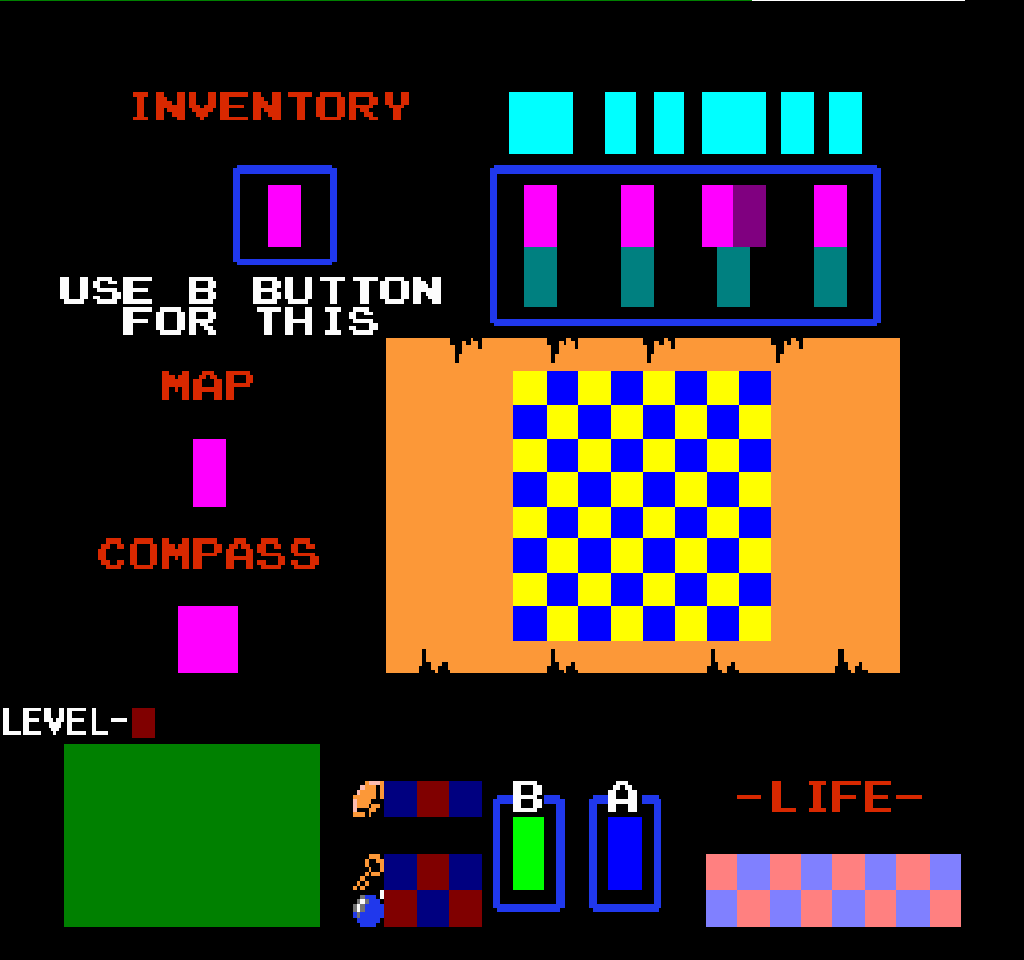 INVENTORY
USE B BUTTON
FOR THIS
MAP
COMPASS
LEVEL-
B A
-LIFE-